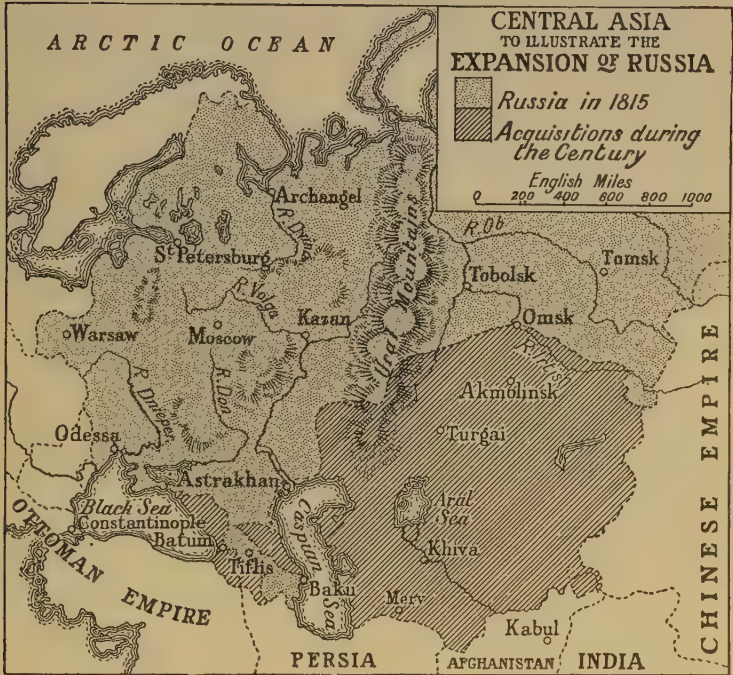 CENTRAL ASIA
TO ILLUSTRATE THE
EXPANSION OF RUSSIA
Russia in 1815
Acquisitions during
the Century
English Miles
0 200 400 600 800 1000
ARCTIC OCEAN
Archangel
R. Dwina
St. Petersburg
R. Volga
Kazan
Ural Mountains
R. Ob
Tobolsk
Tomsk
Omsk
R. Irtish
Warsaw
Moscow
R. Don
R. Dnieper
Akmolinsk
Turgai
Odessa
Astrakhan
Aral
Sea
Black Sea
Constantinople
Batum
Tiflis
Caspian
Sea
Khiva
Baku
Merv
Kabul
OTTOMAN EMPIRE
PERSIA
AFGHANISTAN
INDIA
CHINESE EMPIRE